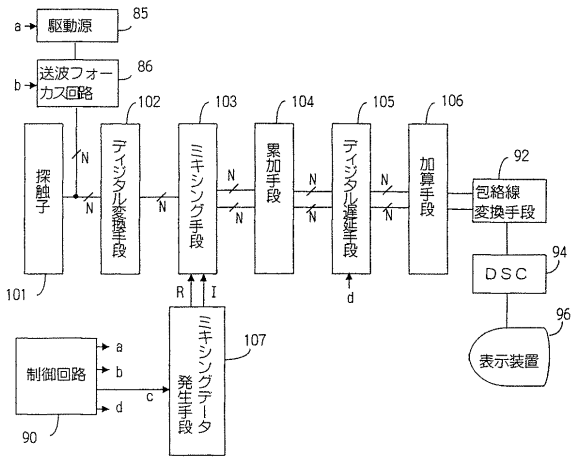 a
駆動源
85
b
送波フォー
カス回路
86
102
103
104
105
106
92
N
探触子
ディジタル変換手段
ミキシング手段
累加手段
ディジタル遅延手段
加算手段
包絡線
変換手段
N
N
N
N
N
N
N
N
N
101
R
I
d
DSC
94
96
表示装置
制御回路
90
a
b
c
d
ミキシングデータ
発生手段
107